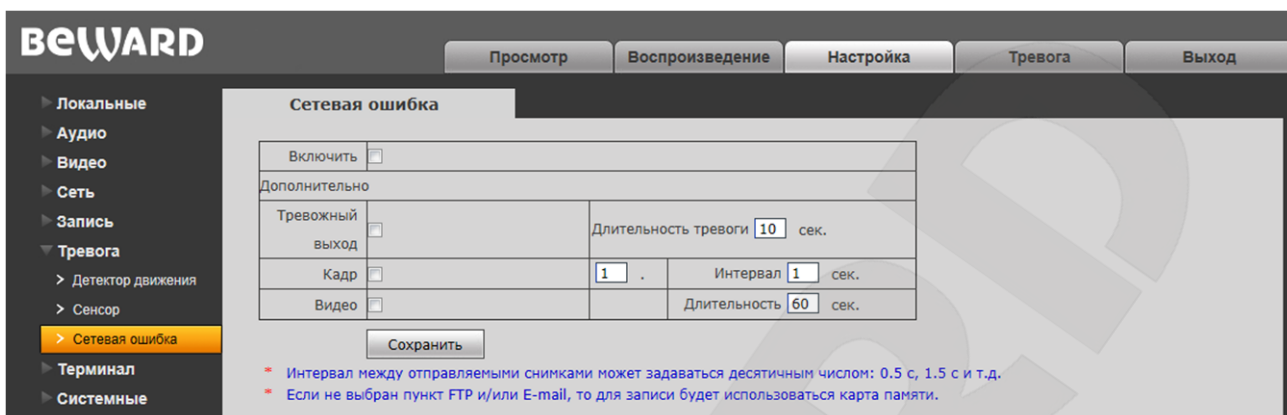 BEWARD
Просмотр Воспроизведение Настройка Тревога Выход
Локальные
Аудио
Видео
Сеть
Запись
Тревога
Детектор движения
Сенсор
Сетевая ошибка
Терминал
Системные
Сетевая ошибка
Включить
Дополнительно
Тревожный
выход
Длительность тревоги 10 сек.
Кадр 1 . Интервал 1 сек.
Видео Длительность 60 сек.
Сохранить
* Интервал между отправляемыми снимками может задаваться десятичным числом: 0.5 с, 1.5 с и т.д.
* Если не выбран пункт FTP и/или E-mail, то для записи будет использоваться карта памяти.